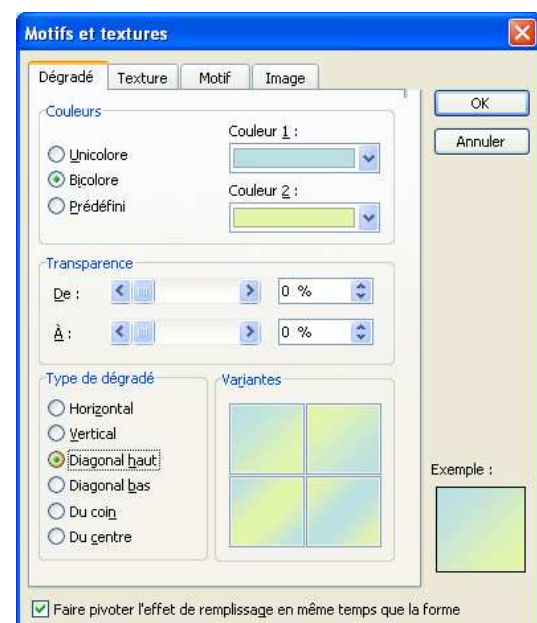 Motifs et textures
Dégradé Texture Motif Image
Couleurs
Unicolore
Bicolore
Prédéfini
Couleur 1 :
Couleur 2 :
OK
Annuler
Transparence
De : 0 %
À : 0 %
Type de dégradé
Horizontal
Vertical
Diagonal haut
Diagonal bas
Du coin
Du centre
Variantes
Exemple :
Faire pivoter l'effet de remplissage en même temps que la forme